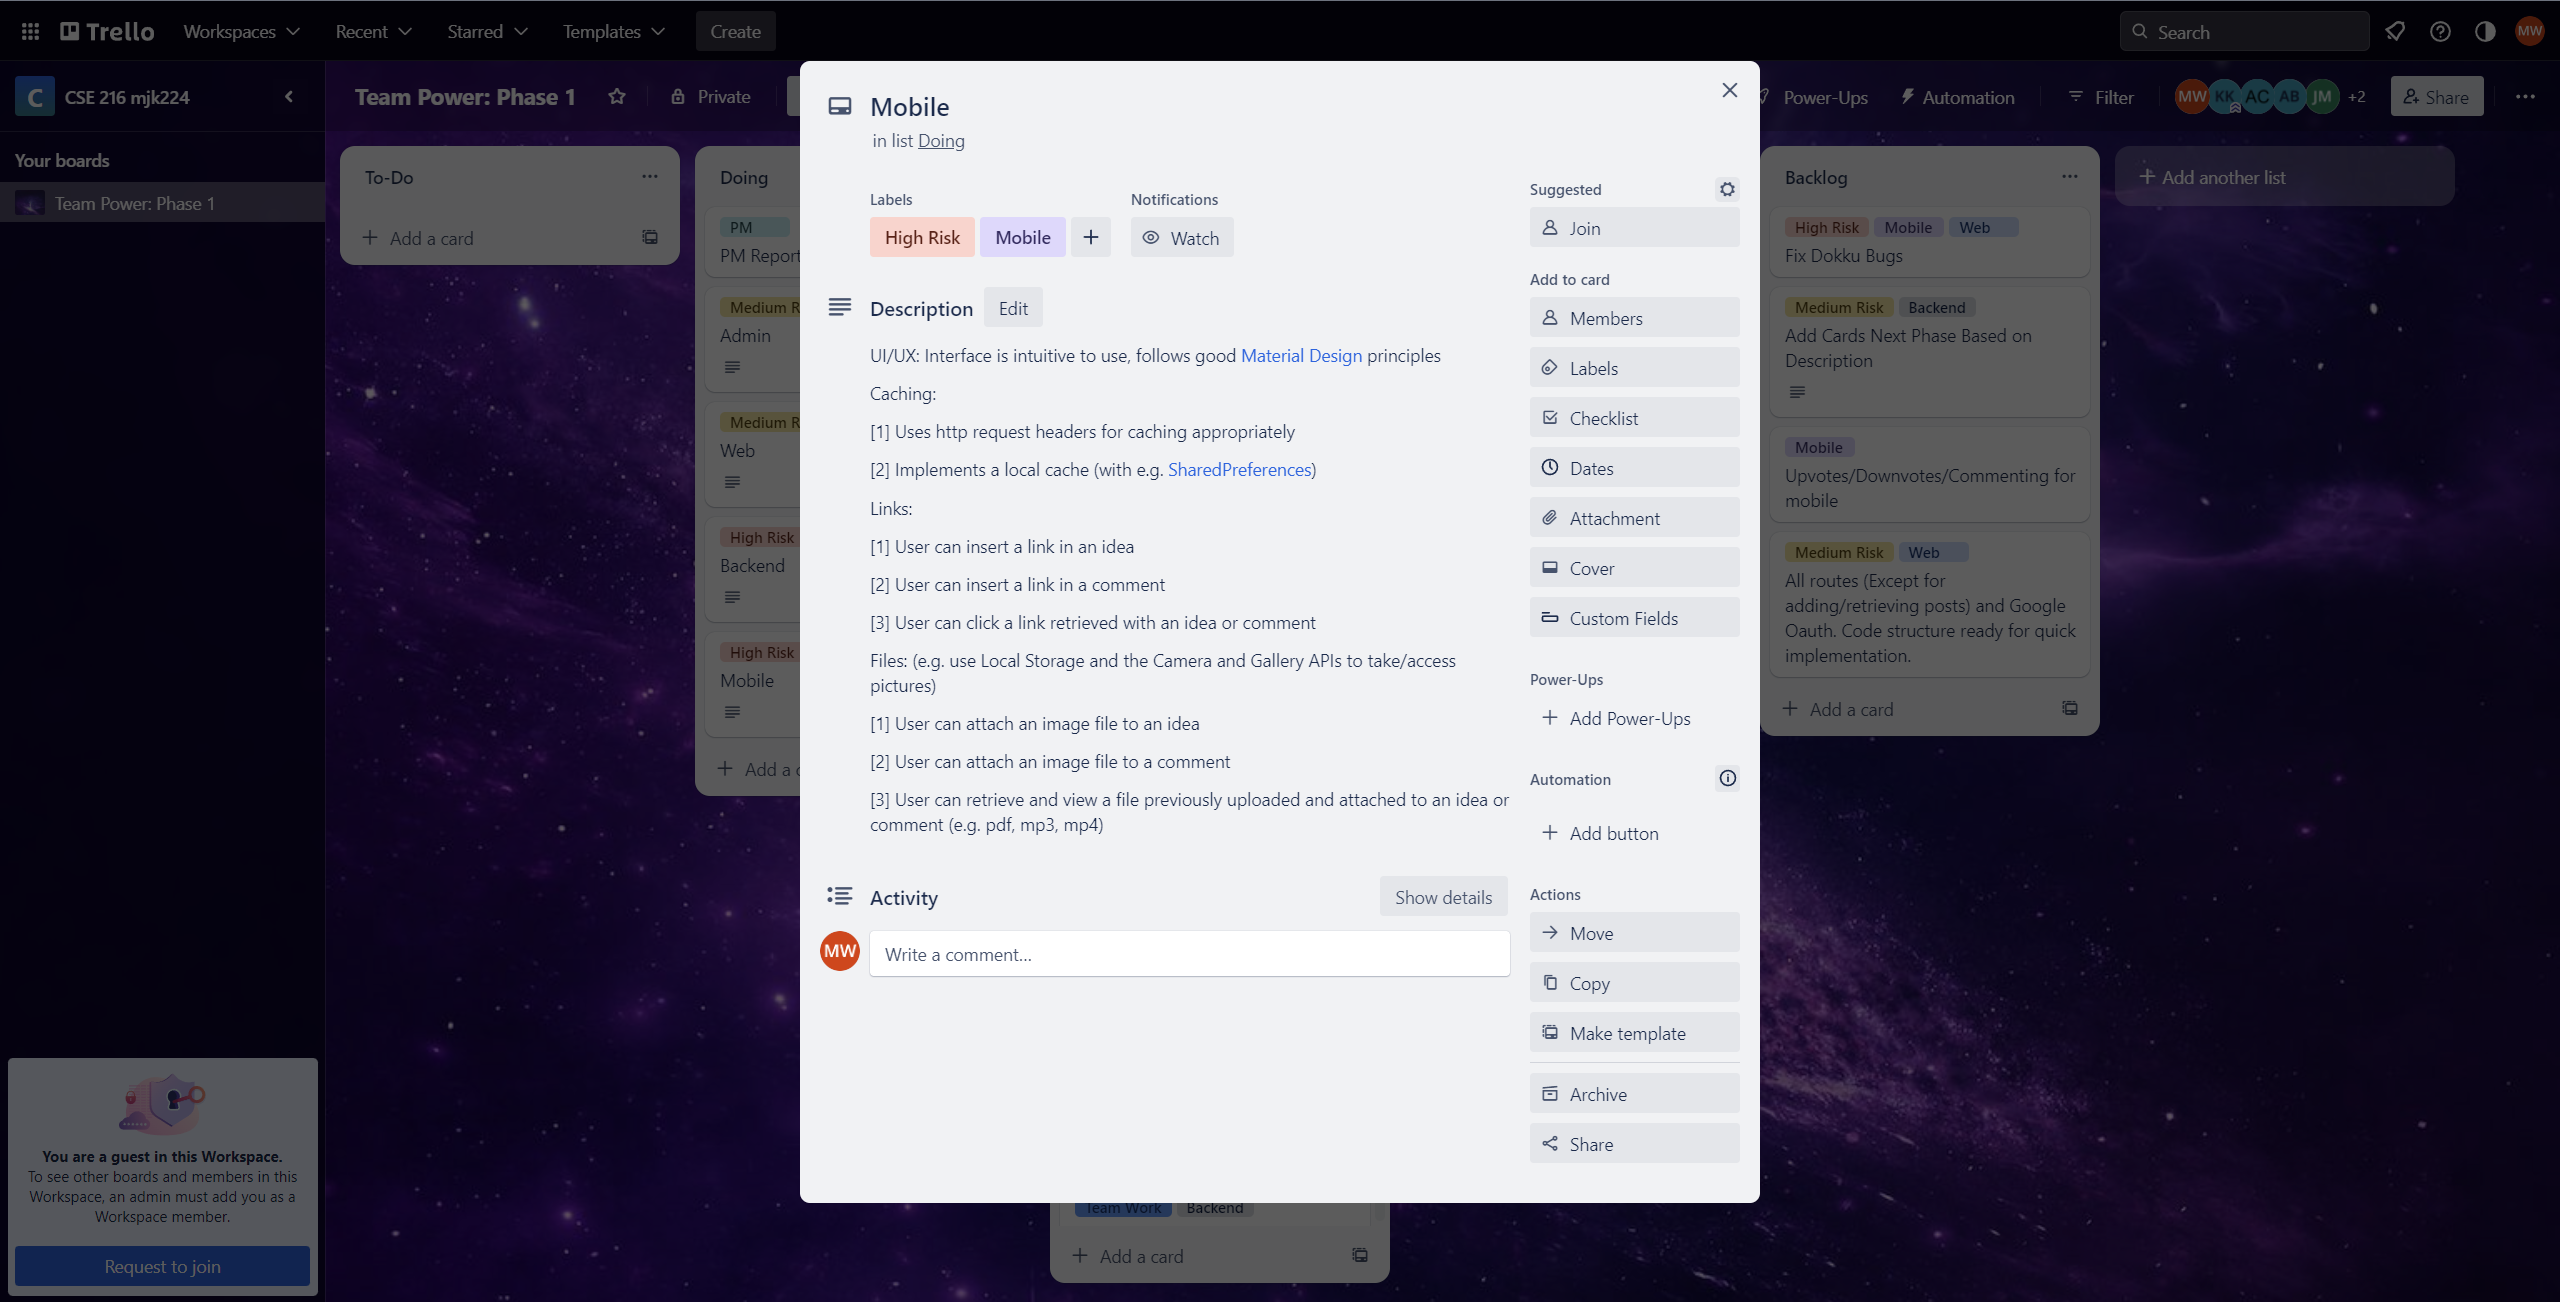 Trello
Workspaces
Recent
Starred
Templates
Create
Search
MW
C
CSE 216 mjk224
Team Power: Phase 1
Private
Power-Ups
Automation
Filter
MW
KK
AC
AB
JM
+2
Share
Your boards
Team Power: Phase 1
To-Do
Add a card
Doing
PM
PM Report
Medium R
Admin
Medium R
Web
High Risk
Backend
High Risk
Mobile
Add a c
Mobile
in list Doing
Labels
High Risk
Mobile
Notifications
Watch
Description
Edit
UI/UX: Interface is intuitive to use, follows good Material Design principles
Caching:
[1] Uses http request headers for caching appropriately
[2] Implements a local cache (with e.g. SharedPreferences)
Links:
[1] User can insert a link in an idea
[2] User can insert a link in a comment
[3] User can click a link retrieved with an idea or comment
Files: (e.g. use Local Storage and the Camera and Gallery APIs to take/access
pictures)
[1] User can attach an image file to an idea
[2] User can attach an image file to a comment
[3] User can retrieve and view a file previously uploaded and attached to an idea or
comment (e.g. pdf, mp3, mp4)
Activity
Show details
MW
Write a comment…
Suggested
Join
Add to card
Members
Labels
Checklist
Dates
Attachment
Cover
Custom Fields
Power-Ups
Add Power-Ups
Automation
Add button
Actions
Move
Copy
Make template
Archive
Share
Team Work
Backend
Add a card
Backlog
High Risk
Mobile
Web
Fix Dokku Bugs
Medium Risk
Backend
Add Cards Next Phase Based on
Description
Mobile
Upvotes/Downvotes/Commenting for
mobile
Medium Risk
Web
All routes (Except for
adding/retrieving posts) and Google
Oauth. Code structure ready for quick
implementation.
Add a card
Add another list
You are a guest in this Workspace.
To see other boards and members in this
Workspace, an admin must add you as a
Workspace member.
Request to join